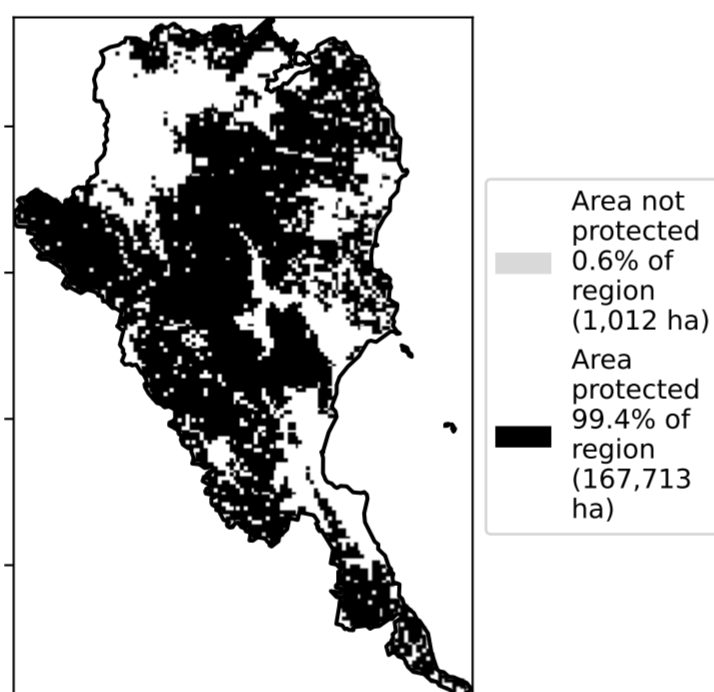 Area not
protected
0.6% of
region
(1,012 ha)
Area
protected
99.4% of
region
(167,713
ha)